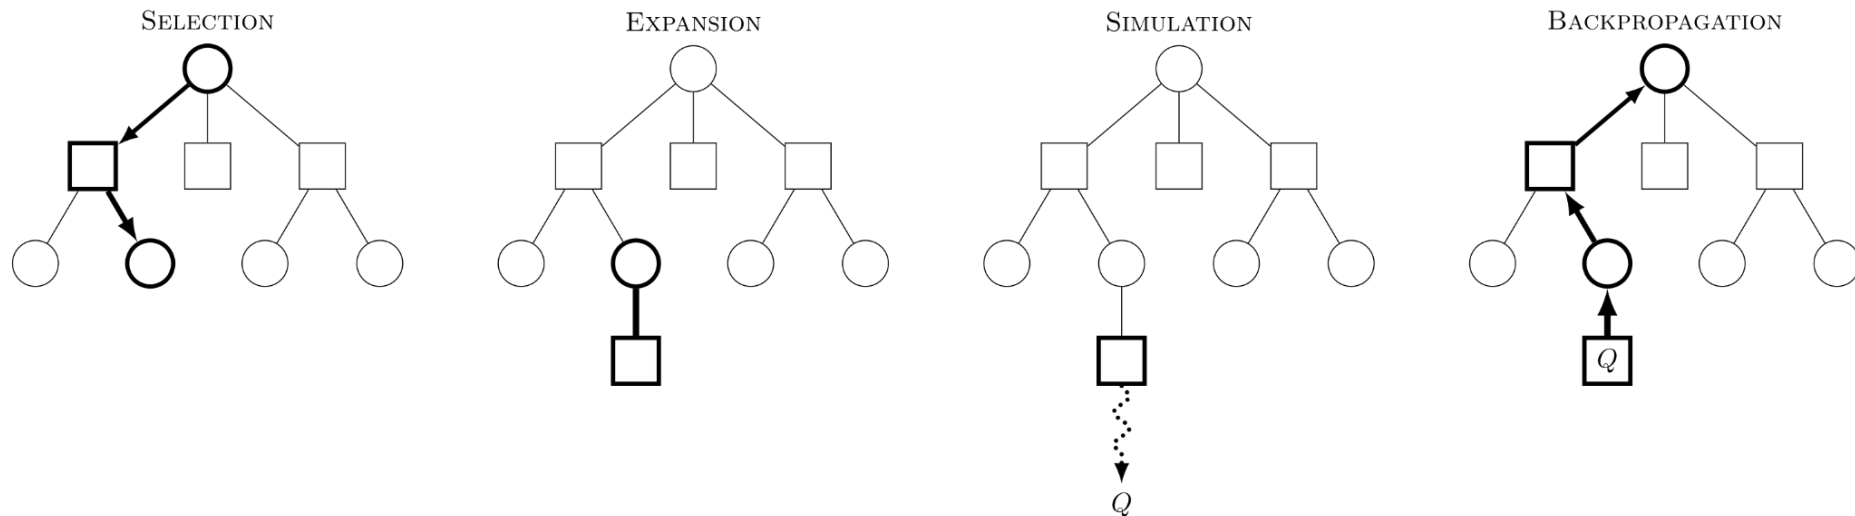 SELECTION
EXPANSION
SIMULATION
BACKPROPAGATION
Q
Q